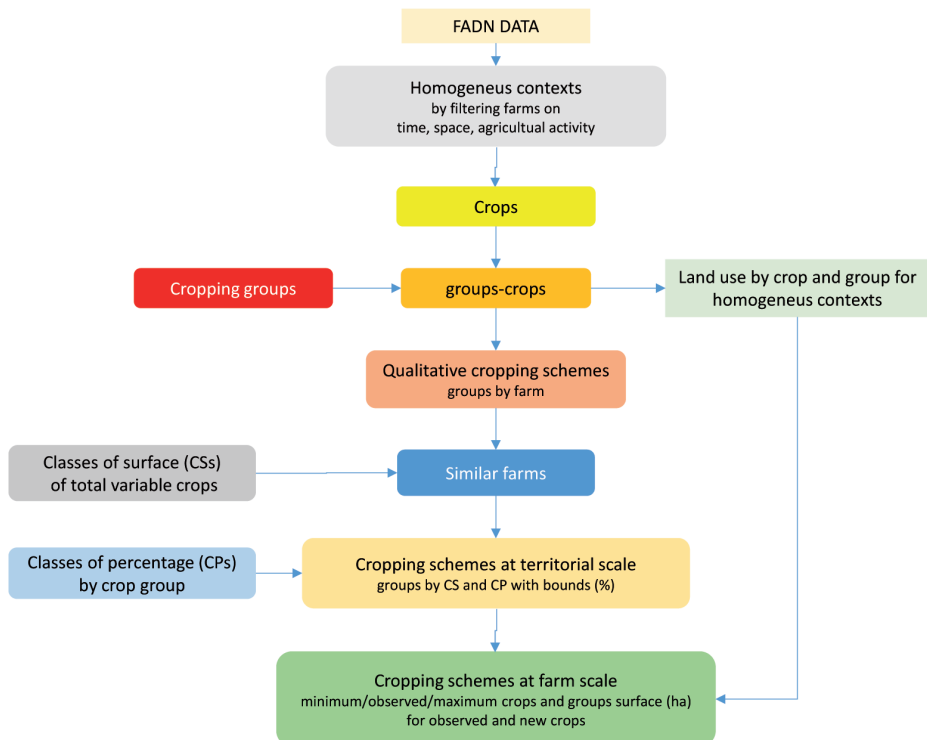 FADN DATA
Homogeneus contexts
by filtering farms on
time, space, agricultual activity
Crops
Cropping groups
groups-crops
Land use by crop and group for
homogeneus contexts
Qualitative cropping schemes
groups by farm
Classes of surface (CSs)
of total variable crops
Similar farms
Classes of percentage (CPs)
by crop group
Cropping schemes at territorial scale
groups by CS and CP with bounds (%)
Cropping schemes at farm scale
minimum/observed/maximum crops and groups surface (ha)
for observed and new crops